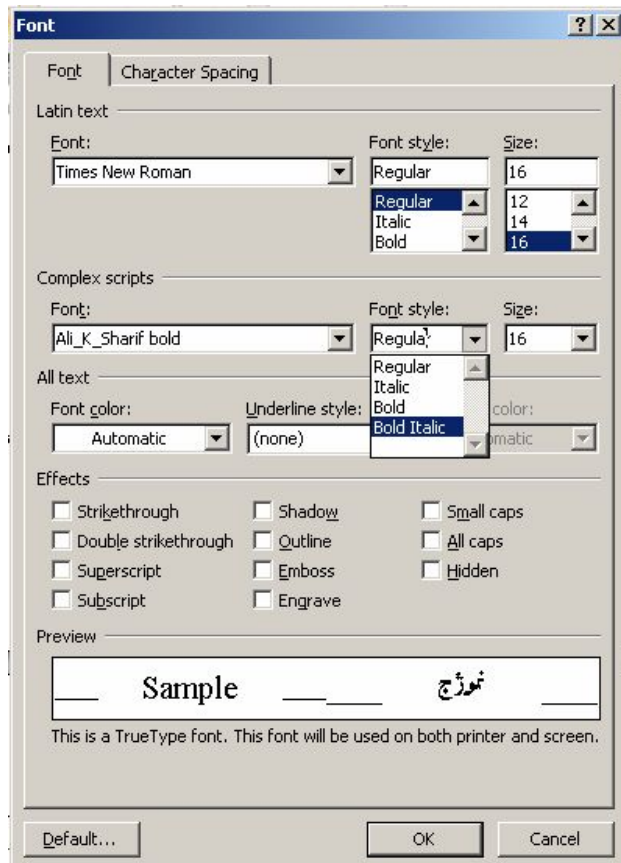 Font
Font Character Spacing
Latin text
Font: Font style: Size:
Times New Roman Regular 16
Regular 12
Italic 14
Bold 16
Complex scripts
Font: Font style: Size:
Ali_K_Sharif bold Regula 16
Regular
Italic
Bold
Bold Italic
All text
Font color: Underline style: color:
Automatic (none) omatic
Effects
Strikethrough Shadow Small caps
Double strikethrough Outline All caps
Superscript Emboss Hidden
Subscript Engrave
Preview
Sample نموژج
This is a TrueType font. This font will be used on both printer and screen.
Default... OK Cancel